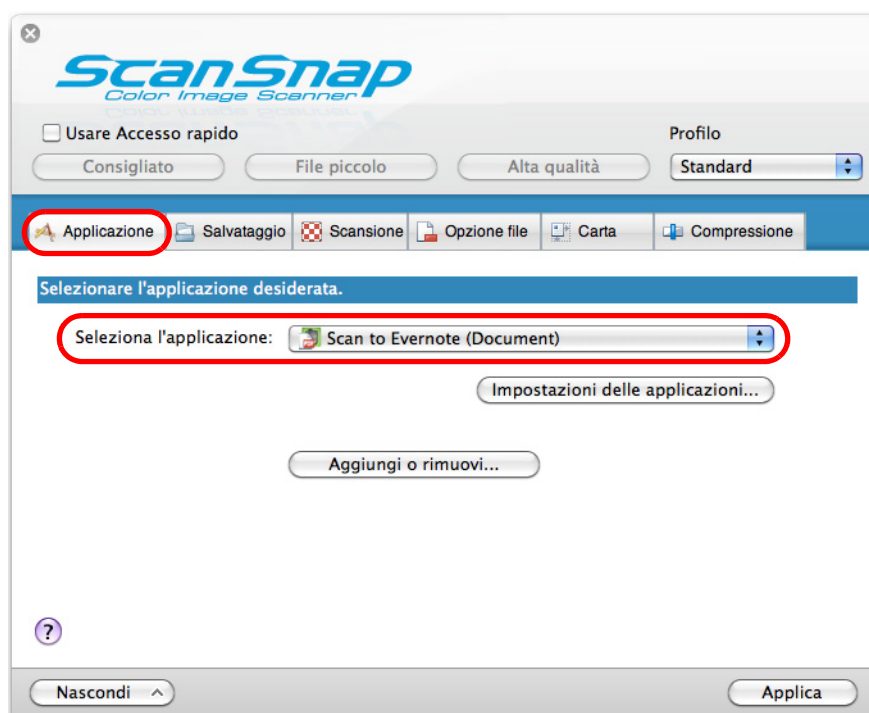 ScanSnap
Color Image Scanner
Usare Accesso rapido
Profilo
Consigliato File piccolo Alta qualità Standard
Applicazione Salvataggio Scansione Opzione file Carta Compressione
Selezionare l'applicazione desiderata.
Seleziona l'applicazione: Scan to Evernote (Document)
Impostazioni delle applicazioni...
Aggiungi o rimuovi...
?
Nascondi Applica